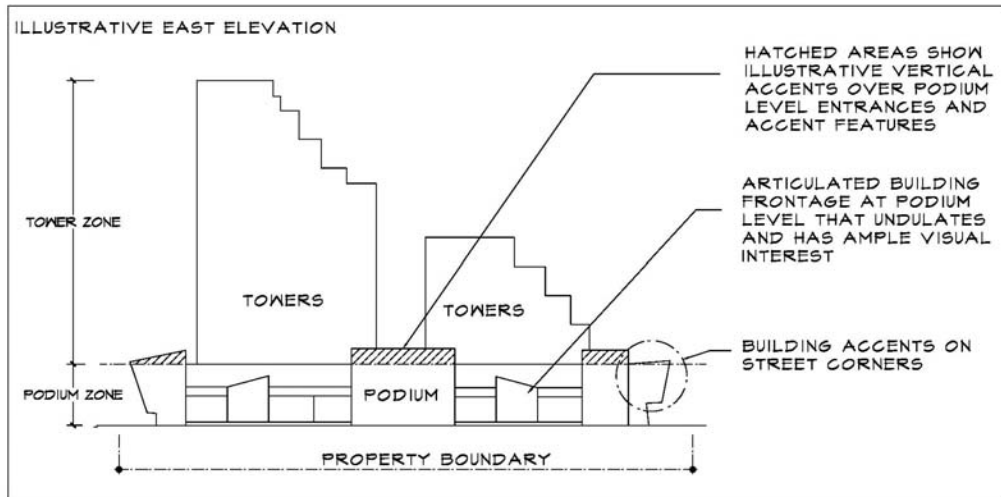 ILLUSTRATIVE EAST ELEVATION
HATCHED AREAS SHOW
ILLUSTRATIVE VERTICAL
ACCENTS OVER PODIUM
LEVEL ENTRANCES AND
ACCENT FEATURES
ARTICULATED BUILDING
FRONTAGE AT PODIUM
LEVEL THAT UNDULATES
AND HAS AMPLE VISUAL
INTEREST
TOWER ZONE
TOWERS
TOWERS
BUILDING ACCENTS ON
STREET CORNERS
PODIUM ZONE
PODIUM
PROPERTY BOUNDARY